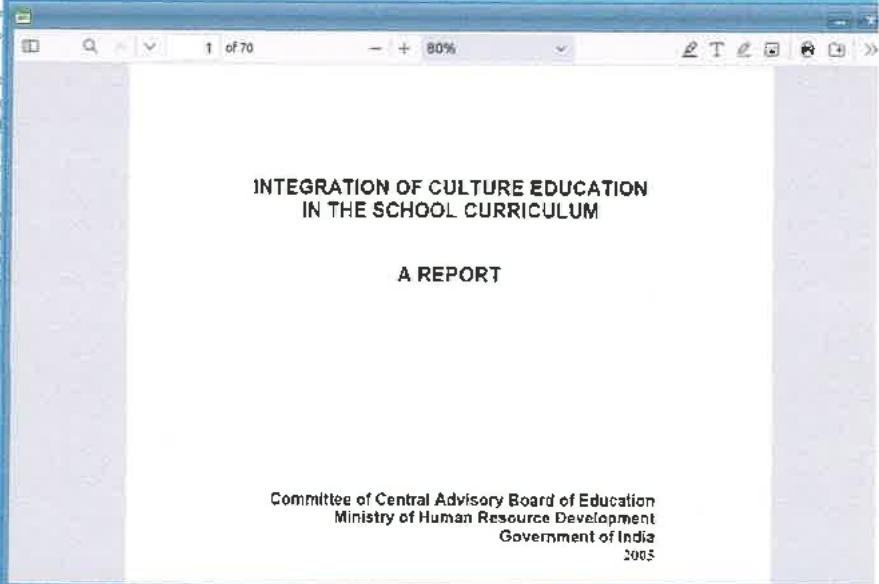 1 of 70
80%
INTEGRATION OF CULTURE EDUCATION
IN THE SCHOOL CURRICULUM
A REPORT
Committee of Central Advisory Board of Education
Ministry of Human Resource Development
Government of India
2005